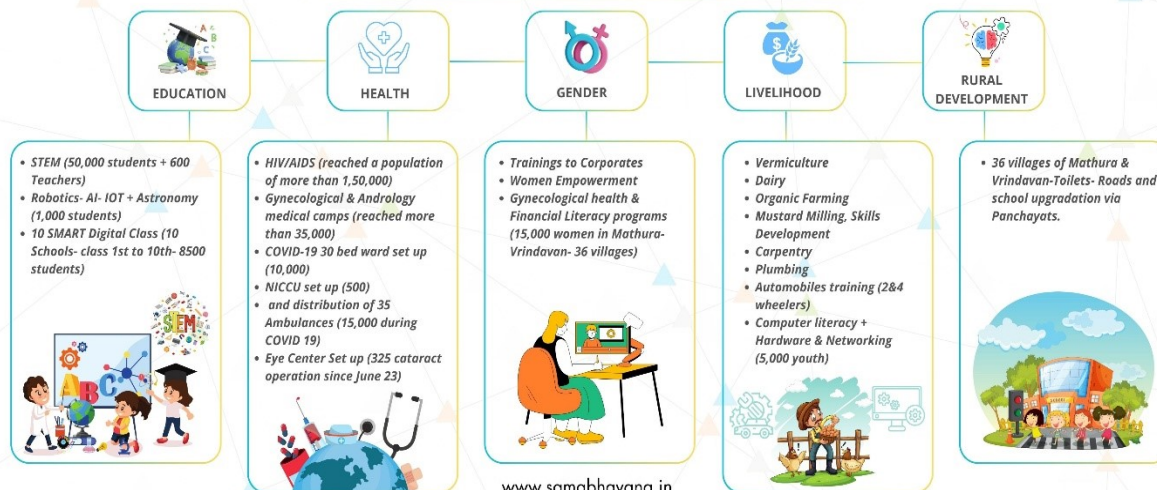 EDUCATION
HEALTH
GENDER
LIVELIHOOD
RURAL
DEVELOPMENT
• STEM (50,000 students + 600
Teachers)
• Robotics- AI- IOT + Astronomy
(1,000 students)
• 10 SMART Digital Class (10
Schools- class 1st to 10th- 8500
students)
STEM
ABC
• HIV/AIDS (reached a population
of more than 1,50,000)
• Gynecological & Andrology
medical camps (reached more
than 35,000)
• COVID-19 30 bed ward set up
(10,000)
• NICCU set up (500)
• and distribution of 35
Ambulances (15,000 during
COVID 19)
• Eye Center Set up (325 cataract
operation since June 23)
• Trainings to Corporates
• Women Empowerment
• Gynecological health &
Financial Literacy programs
(15,000 women in Mathura-
Vrindavan- 36 villages)
• Vermiculture
• Dairy
• Organic Farming
• Mustard Milling, Skills
Development
• Carpentry
• Plumbing
• Automobiles training (2&4
wheelers)
• Computer literacy +
Hardware & Networking
(5,000 youth)
• 36 villages of Mathura &
Vrindavan-Toilets- Roads and
school upgradation via
Panchayats.
www.samabhavana.in